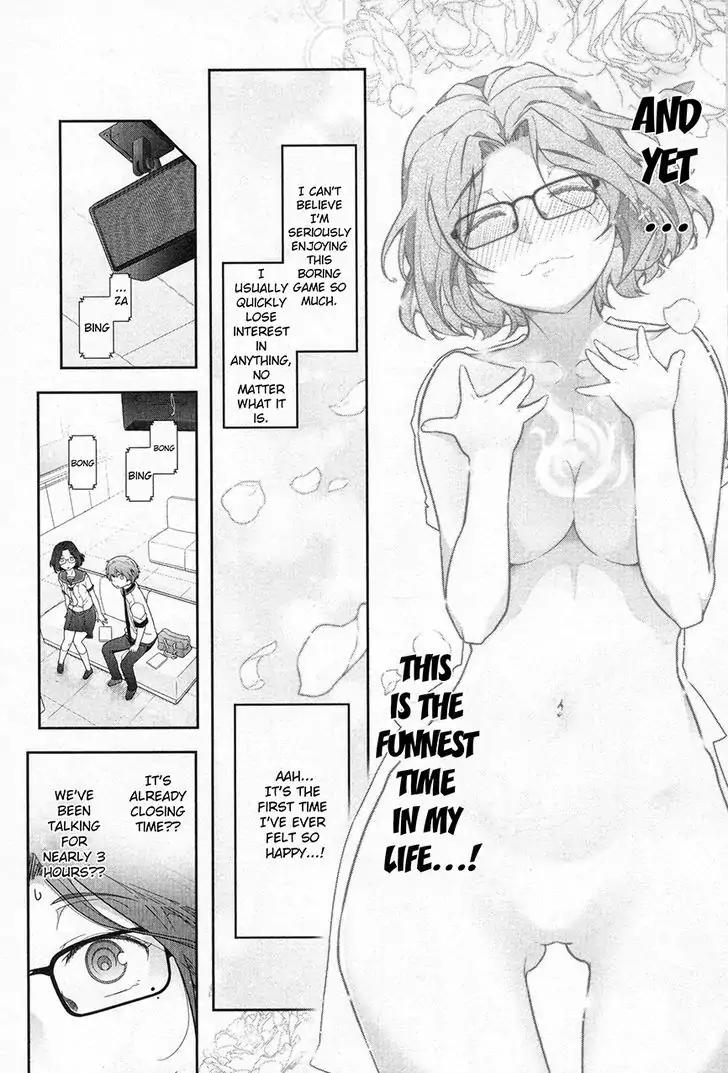 AND
YET
...
I CAN'T
BELIEVE
I'M
SERIOUSLY
ENJOYING
THIS
BORING
GAME SO
MUCH.
I
USUALLY
QUICKLY
LOSE
INTEREST
IN
ANYTHING,
NO
MATTER
WHAT IT
IS.
THIS
IS THE
FUNNEST
TIME
IN MY
LIFE...!
AAH...
IT'S THE
FIRST TIME
I'VE EVER
FELT SO
HAPPY...!
...
ZA
BING
BONG
BING
BONG
IT'S
ALREADY
CLOSING
TIME??
WE'VE
BEEN
TALKING
FOR
NEARLY 3
HOURS??